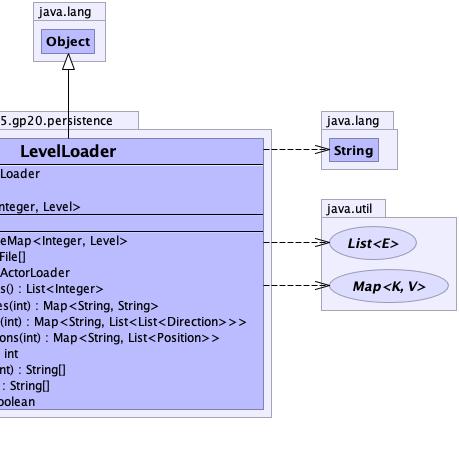 java.lang
Object
5.gp20.persistence
LevelLoader
Loader
nteger, Level>
eMap<Integer, Level>
File[]
ActorLoader
s() : List<Integer>
es(int) : Map<String, String>
(int) : Map<String, List<List<Direction>>>
ons(int) : Map<String, List<Position>>
int
nt) : String[]
: String[]
oolean
java.lang
String
java.util
List<E>
Map<K, V>